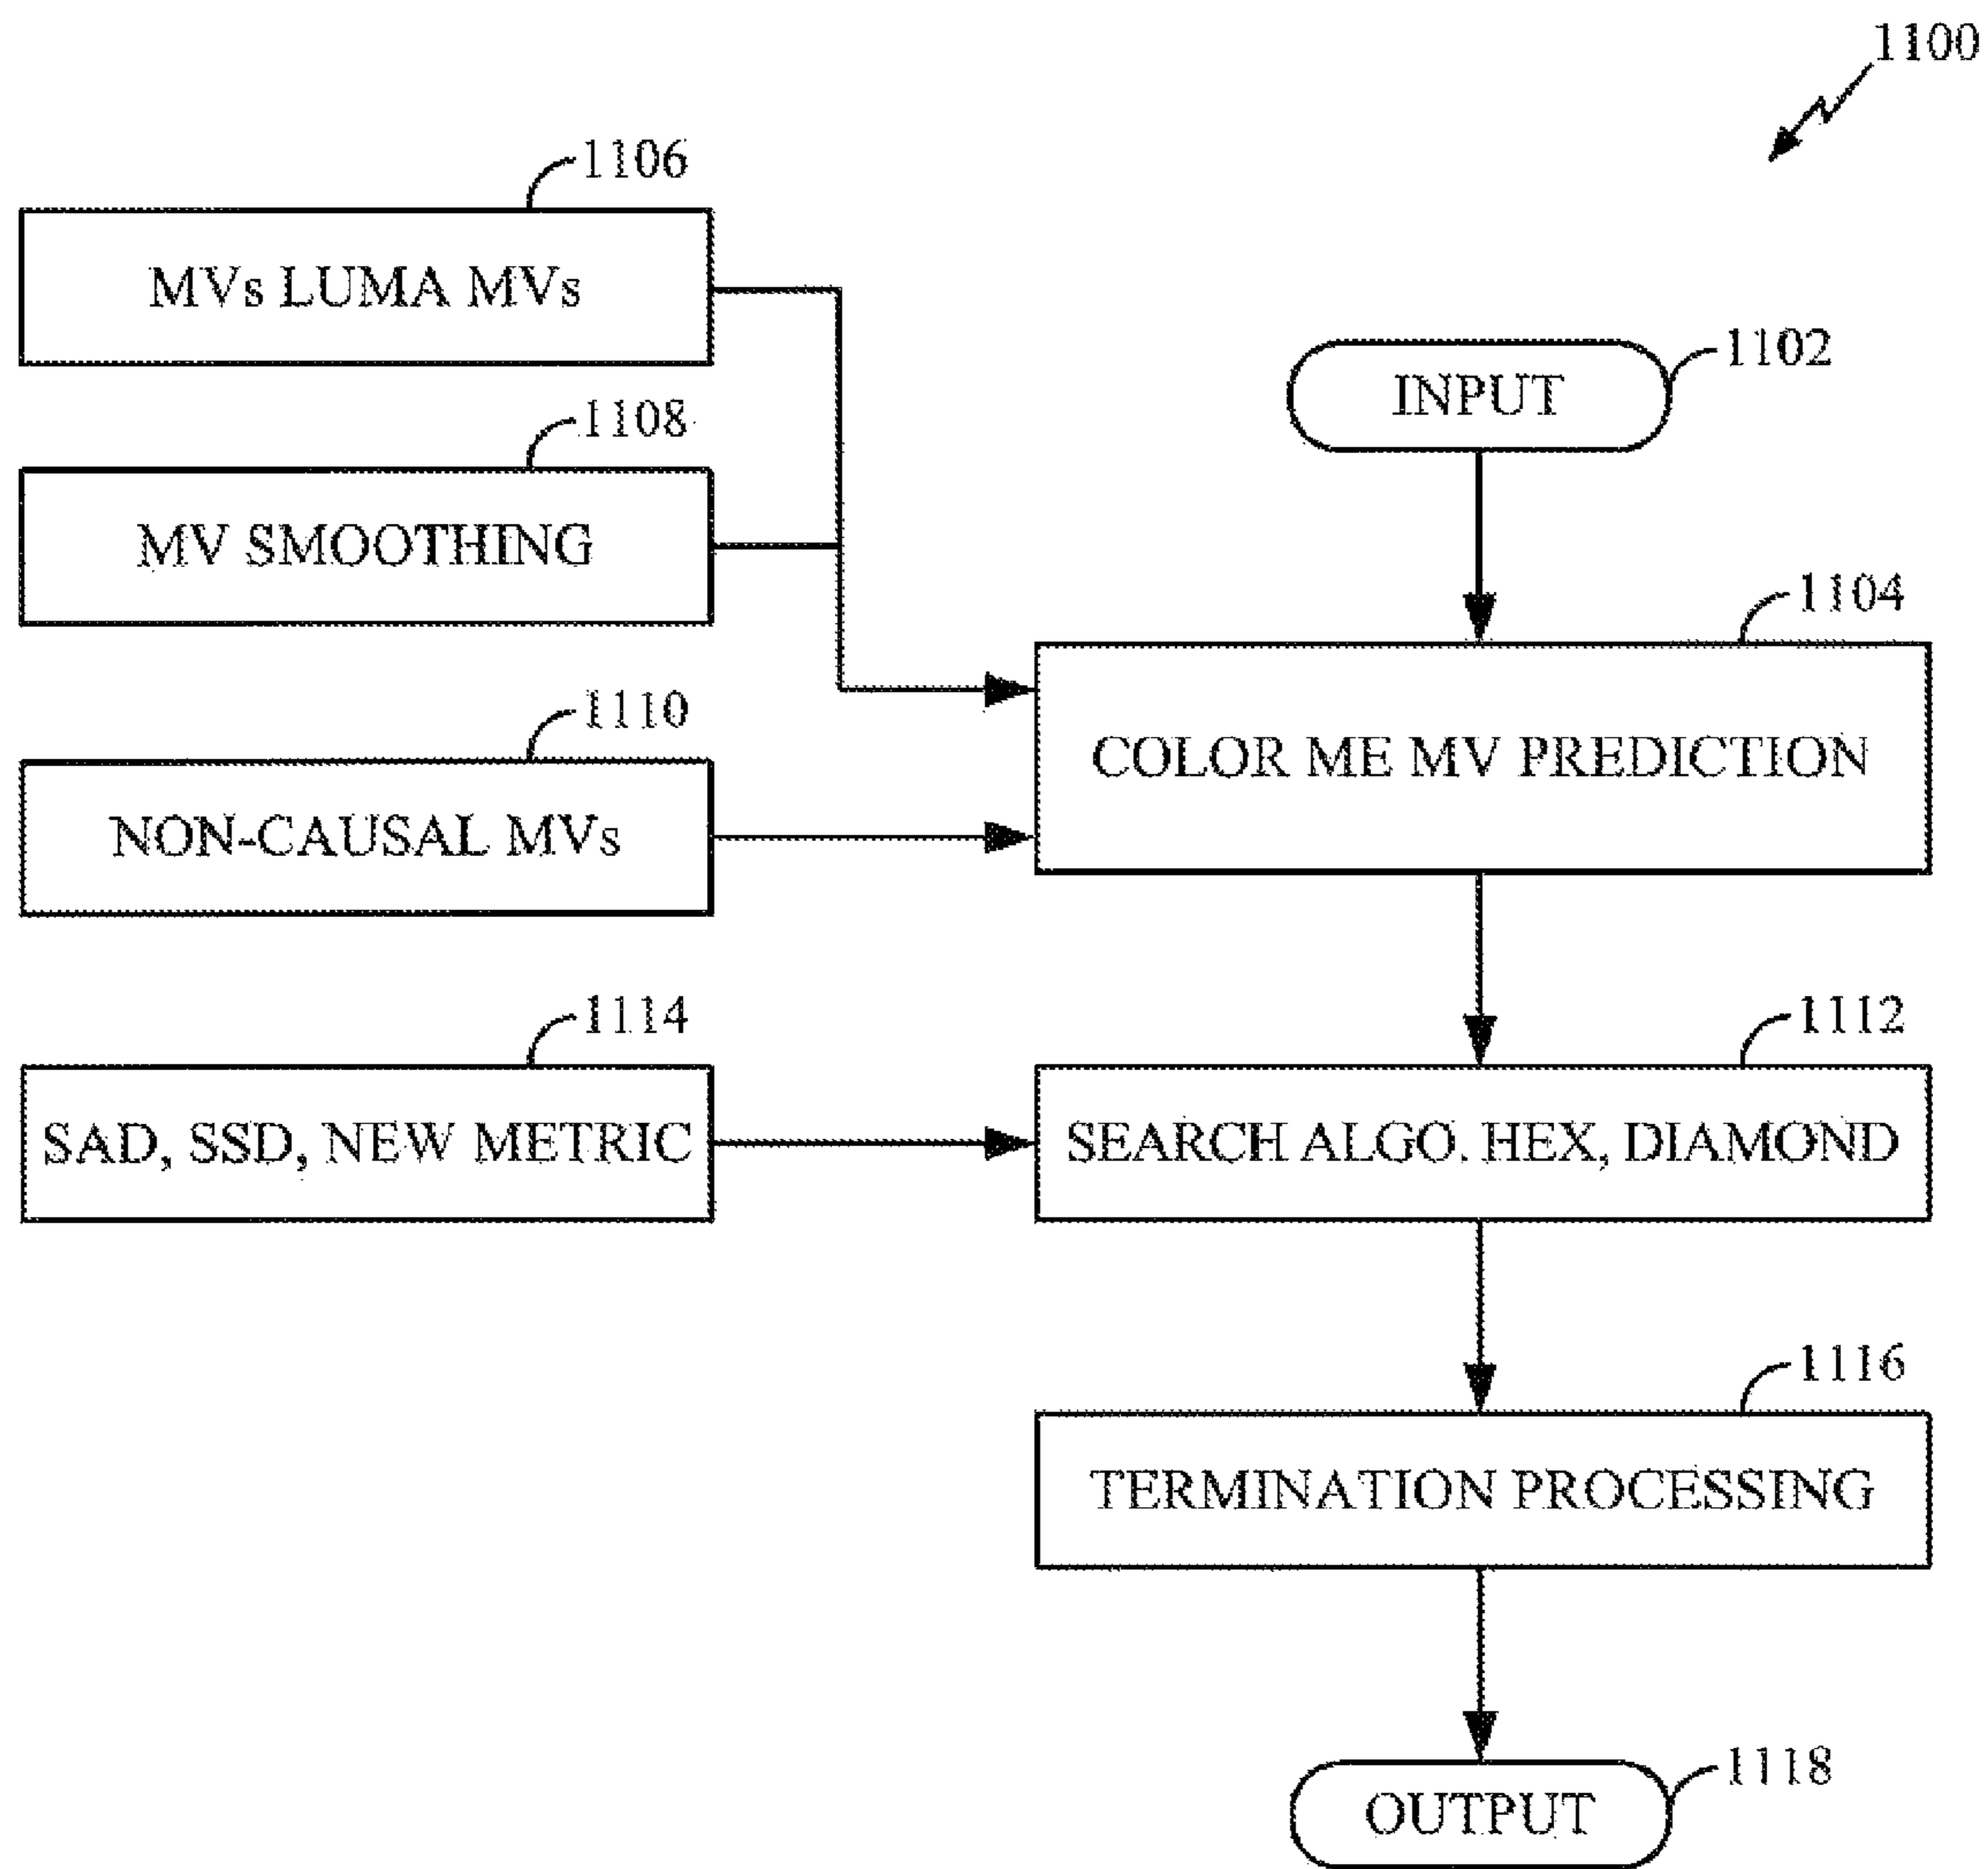 1100
1106
MVs LUMA MVs
1102
INPUT
1108
MV SMOOTHING
1104
COLOR ME MV PREDICTION
1110
NON-CAUSAL MVs
1114
SAD, SSD, NEW METRIC
1112
SEARCH ALGO. HEX, DIAMOND
1116
TERMINATION PROCESSING
1118
OUTPUT